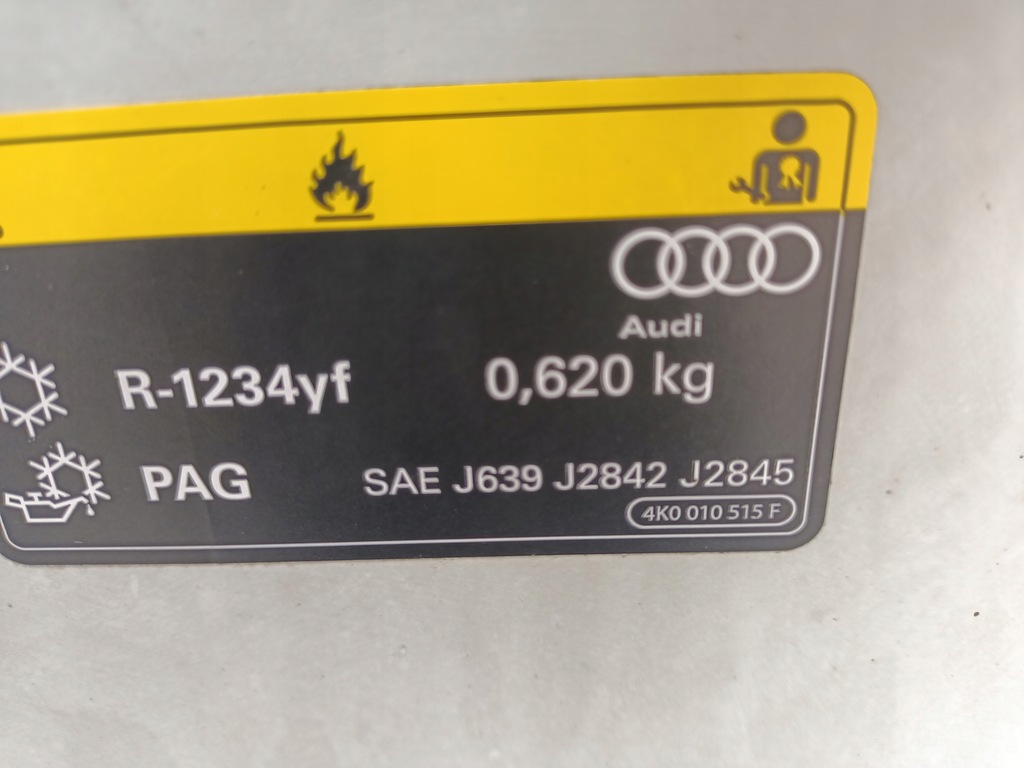 Audi
R-1234yf 0,620 kg
PAG SAE J639 J2842 J2845
4K0 010 515 F